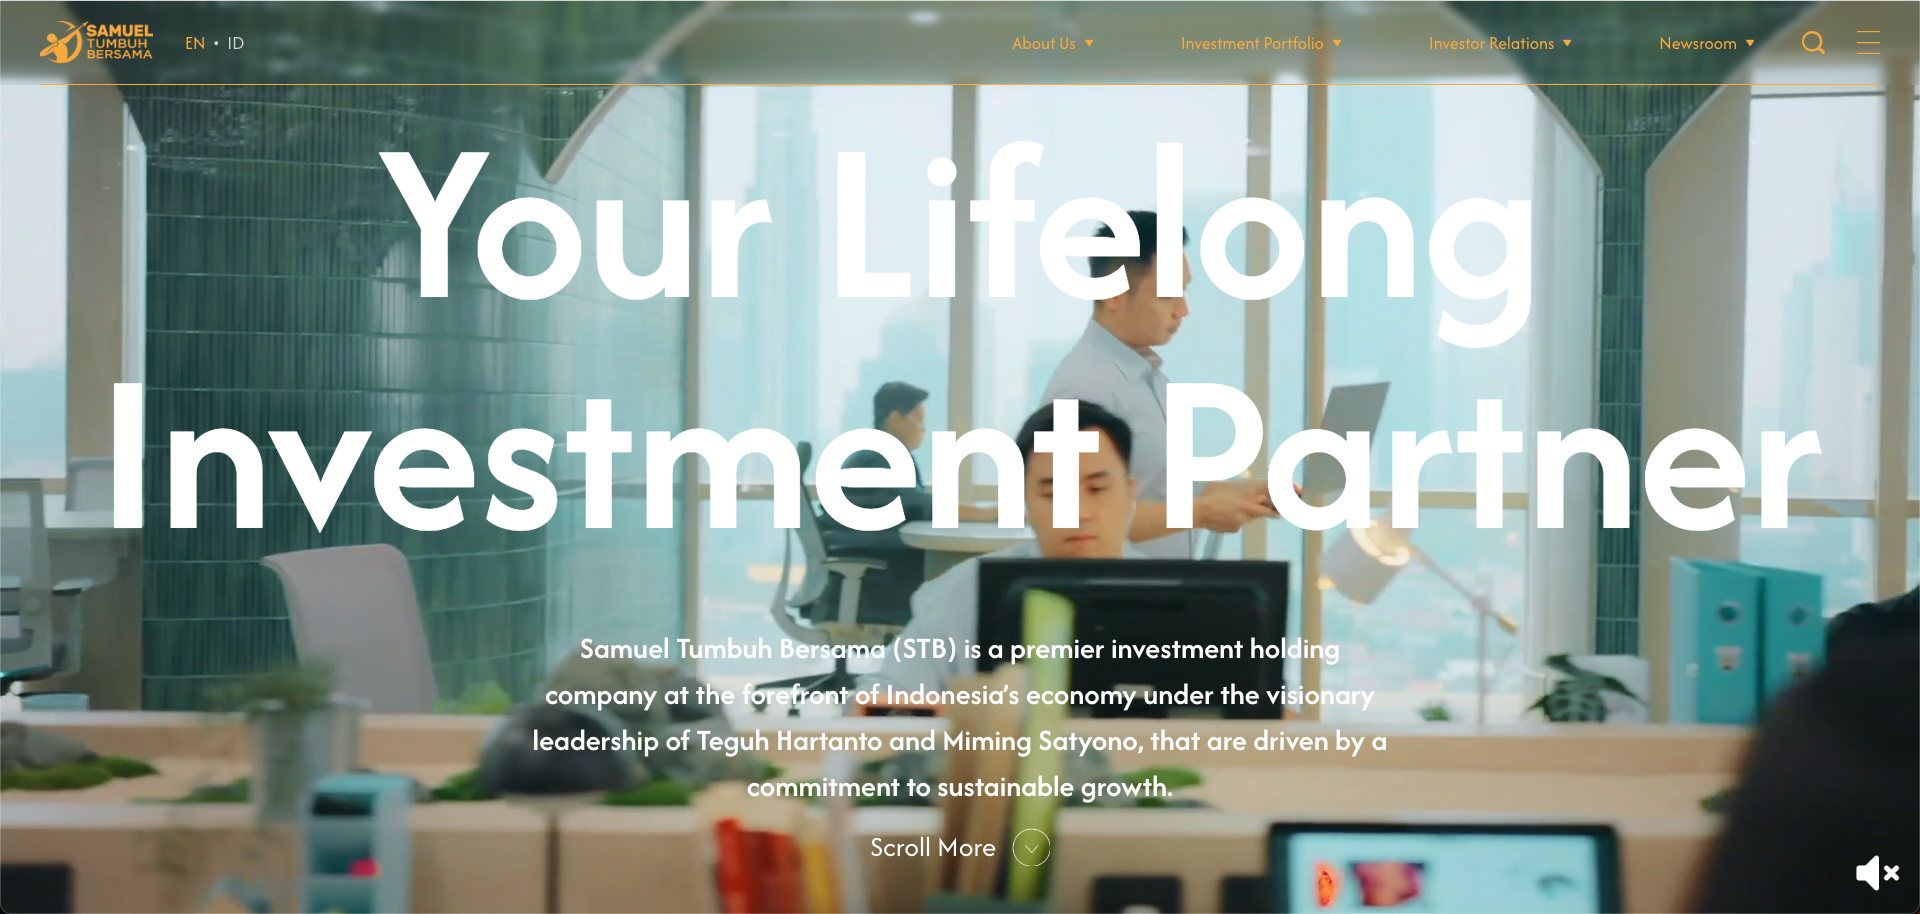 SAMUEL
TUMBUH
BERSAMA
EN • ID
About Us
Investment Portfolio
Investor Relations
Newsroom
Your Lifelong
Investment Partner
Samuel Tumbuh Bersama (STB) is a premier investment holding
company at the forefront of Indonesia’s economy under the visionary
leadership of Teguh Hartanto and Miming Satyono, that are driven by a
commitment to sustainable growth.
Scroll More